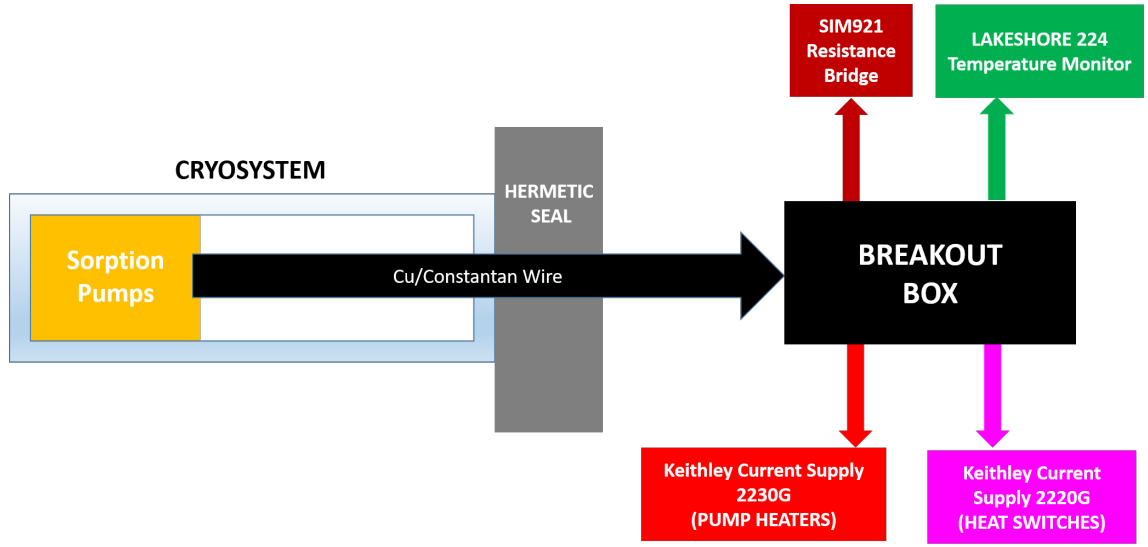 SIM921
Resistance
Bridge
LAKESHORE 224
Temperature Monitor
CRYOSYSTEM
HERMETIC
SEAL
Sorption
Pumps
Cu/Constantan Wire
BREAKOUT
BOX
Keithley Current Supply
2230G
(PUMP HEATERS)
Keithley Current
Supply 2220G
(HEAT SWITCHES)